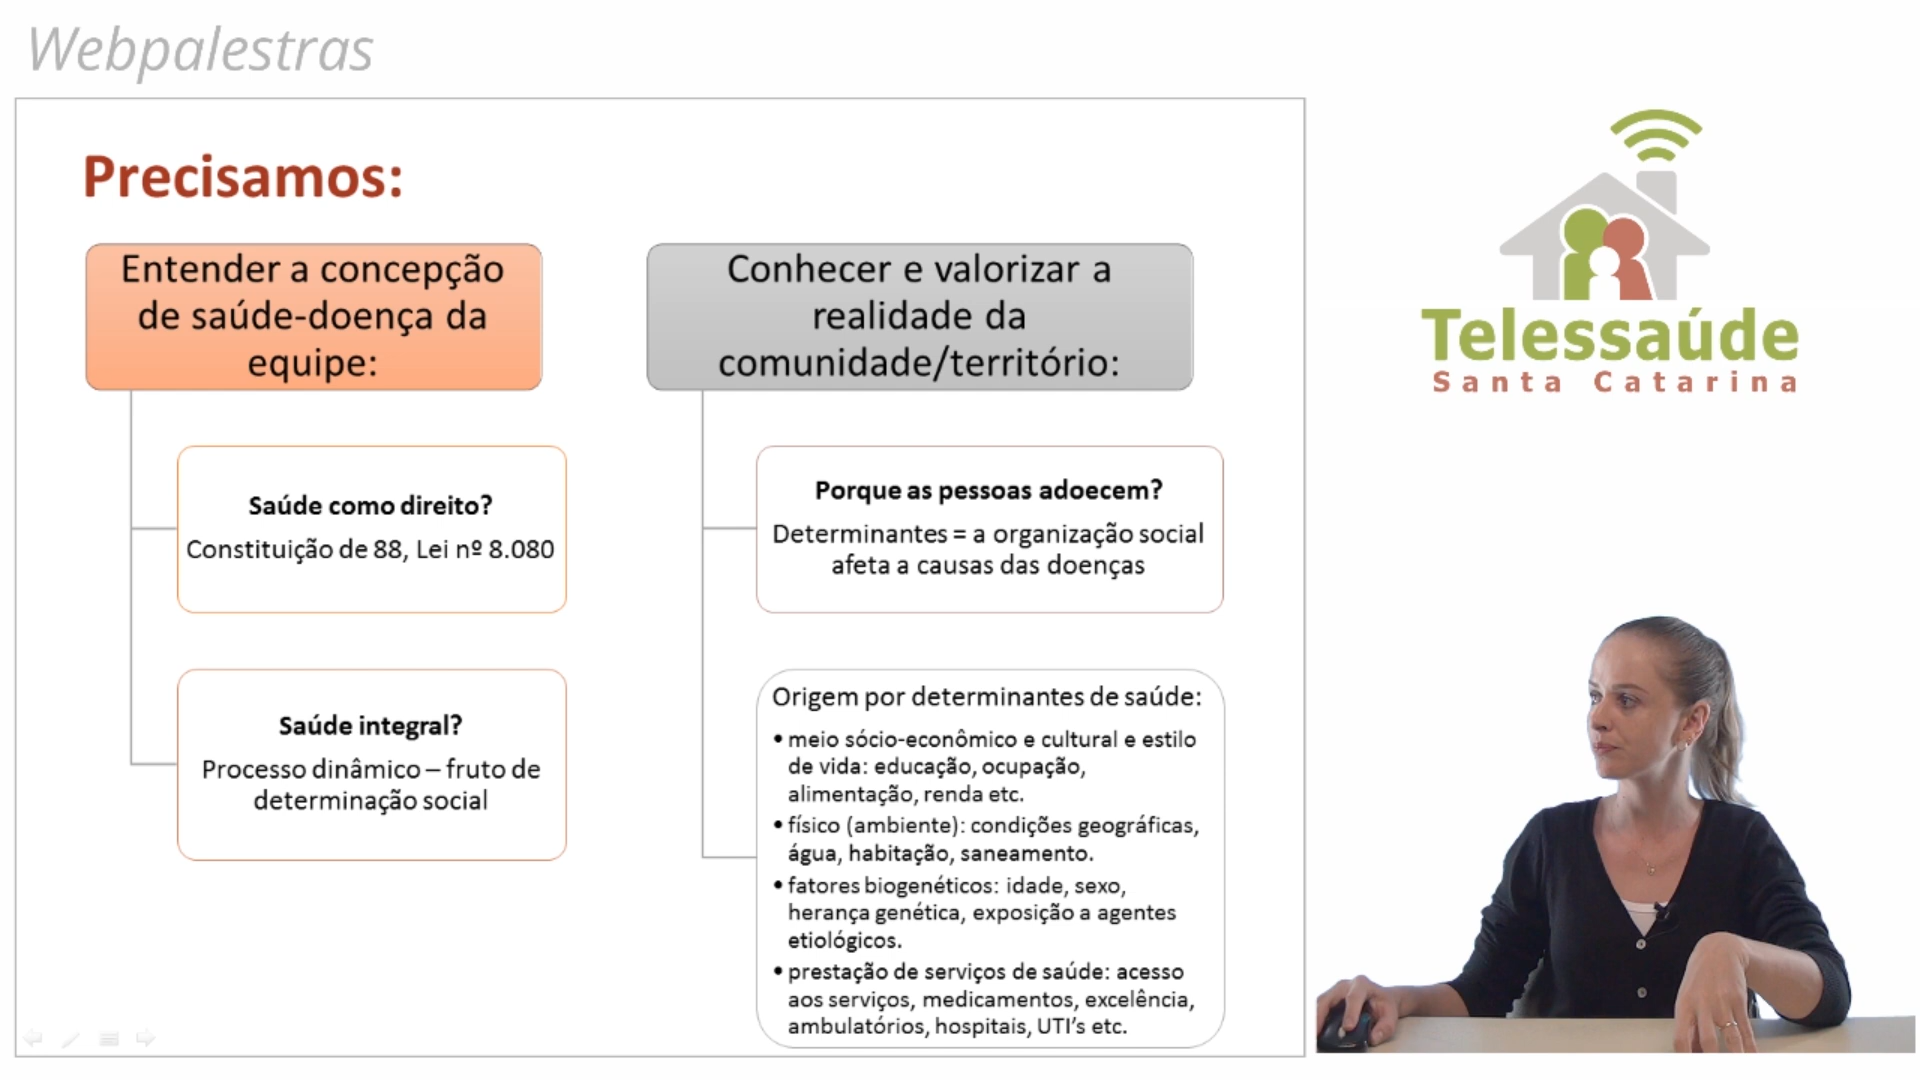 Webpalestras
Precisamos:
Entender a concepção
de saúde-doença da
equipe:
Saúde como direito?
Constituição de 88, Lei nº 8.080
Saúde integral?
Processo dinâmico – fruto de
determinação social
Conhecer e valorizar a
realidade da
comunidade/território:
Porque as pessoas adoecem?
Determinantes = a organização social
afeta a causas das doenças
Origem por determinantes de saúde:
• meio sócio-econômico e cultural e estilo
de vida: educação, ocupação,
alimentação, renda etc.
• físico (ambiente): condições geográficas,
água, habitação, saneamento.
• fatores biogenéticos: idade, sexo,
herança genética, exposição a agentes
etiológicos.
• prestação de serviços de saúde: acesso
aos serviços, medicamentos, excelência,
ambulatórios, hospitais, UTI’s etc.
Telessaúde
Santa Catarina